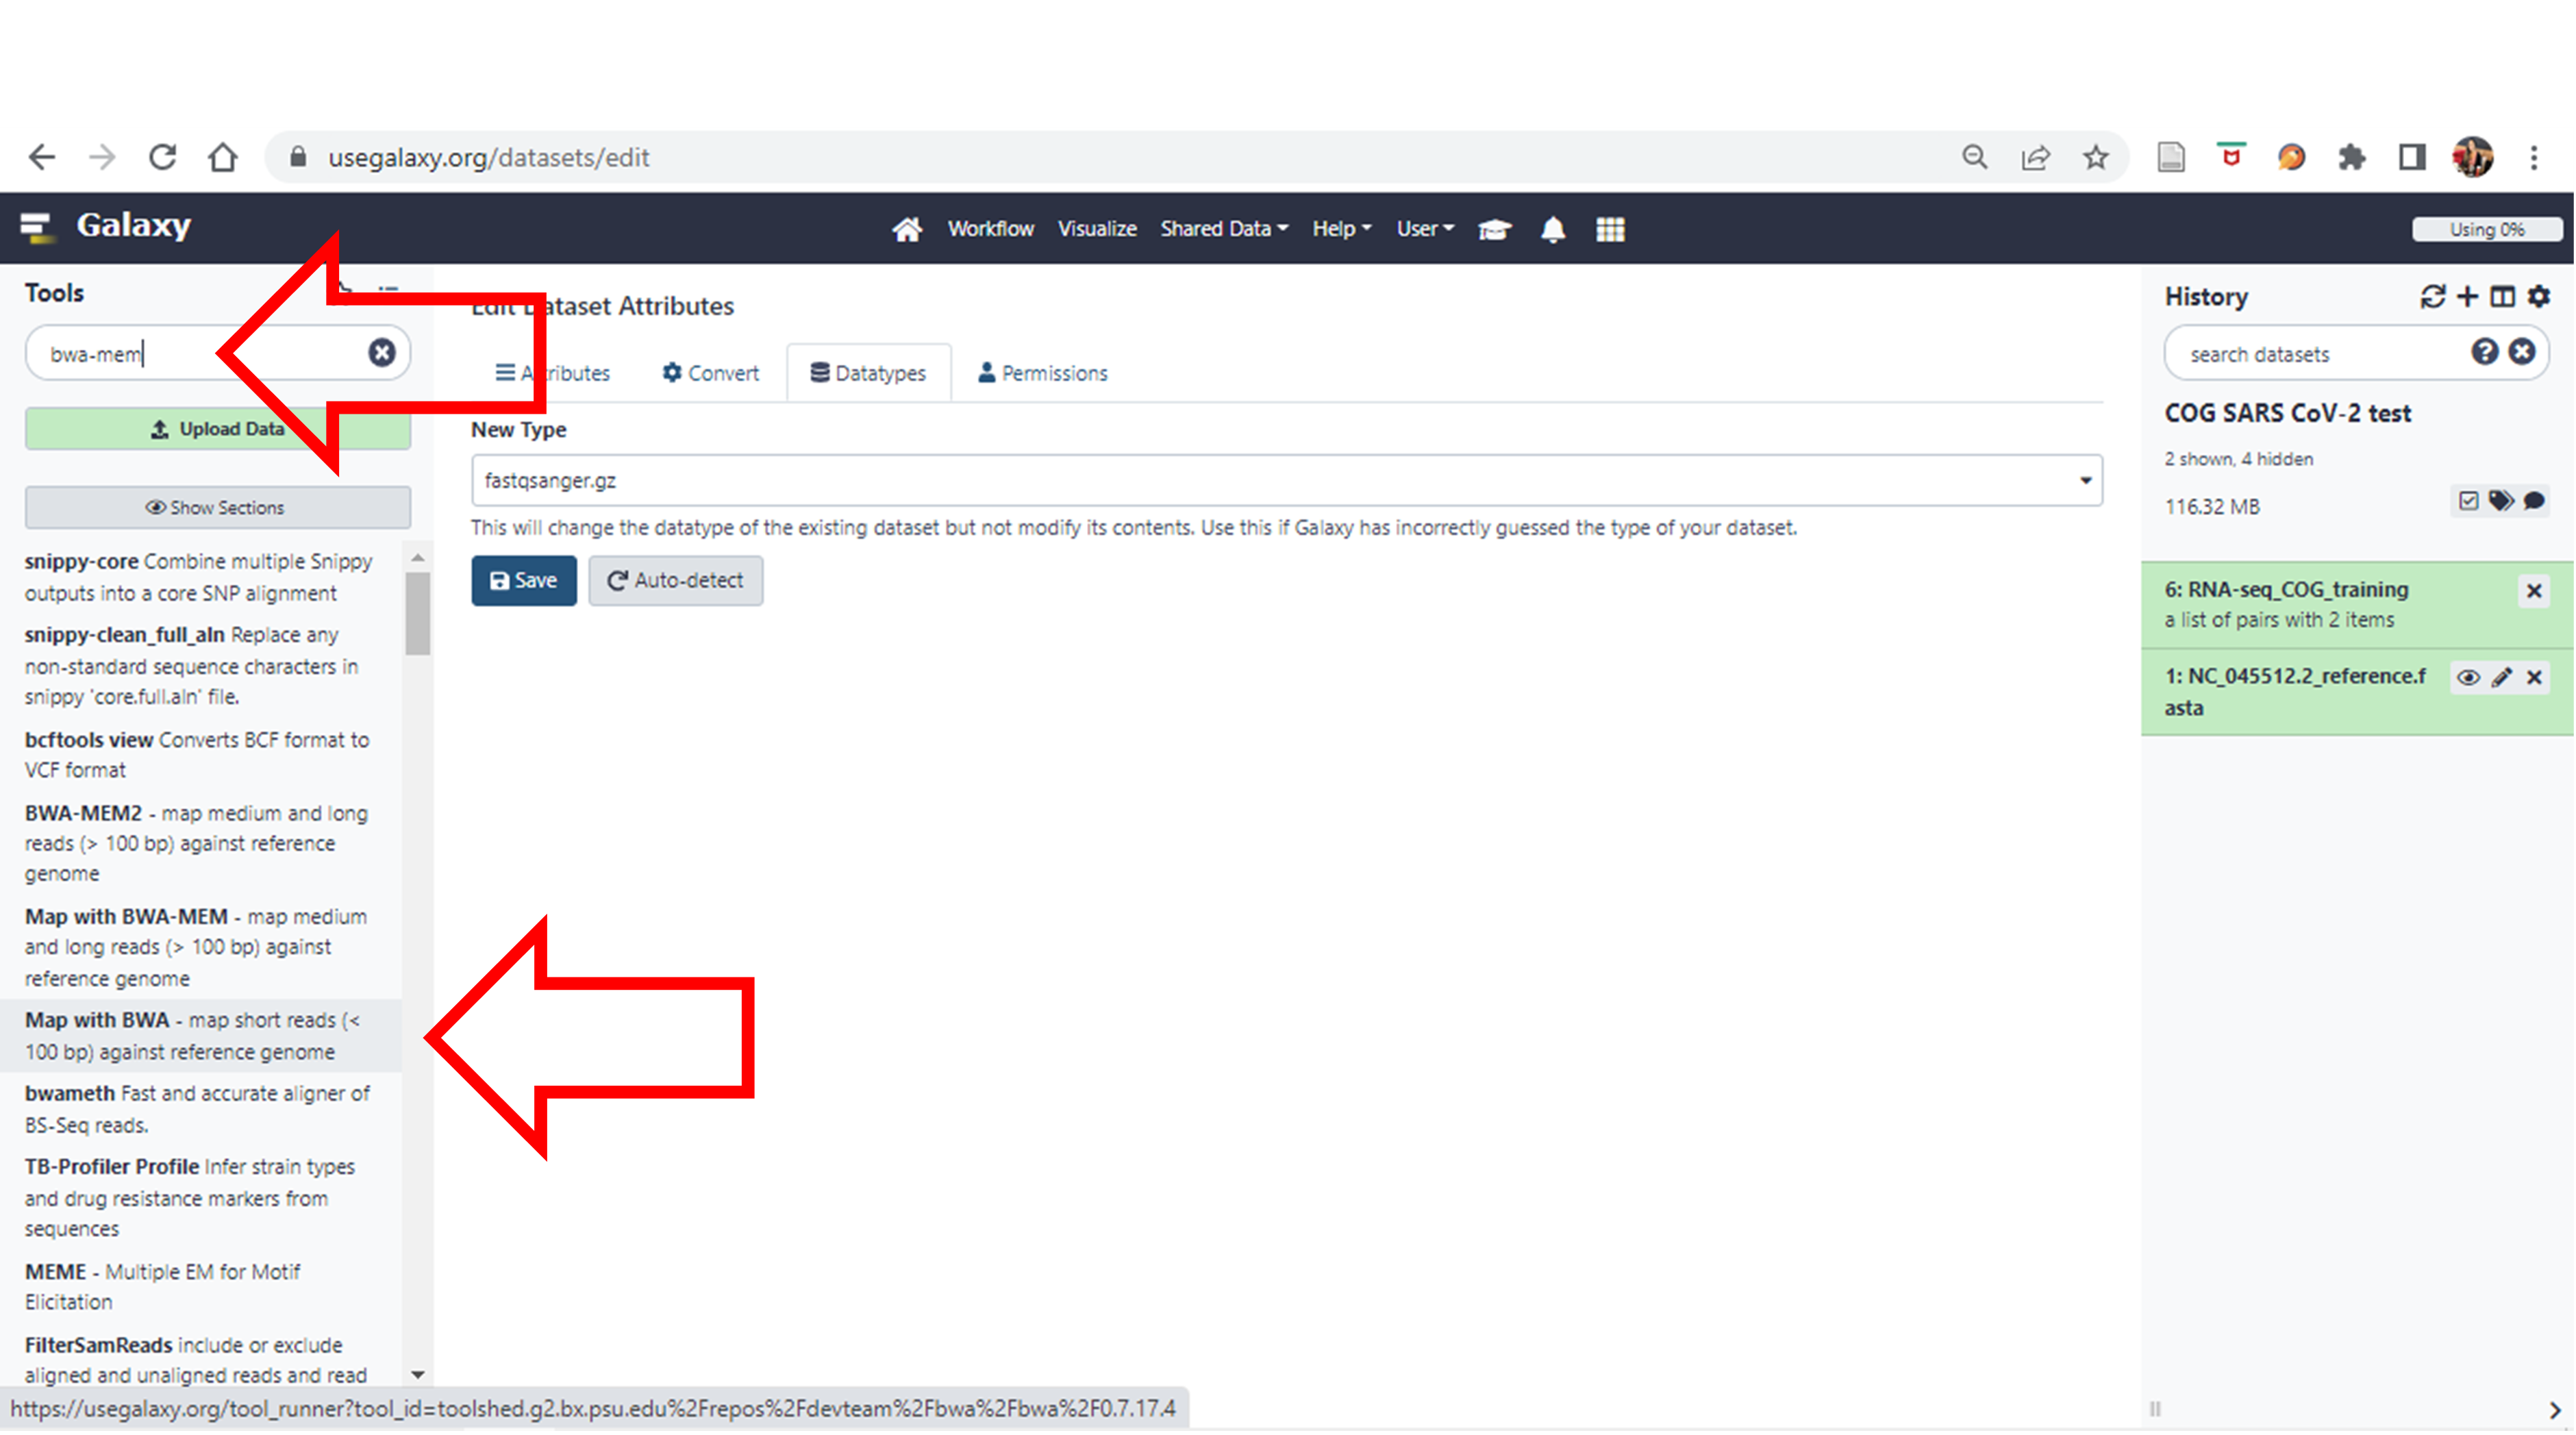 usegalaxy.org/datasets/edit
Galaxy
Workflow Visualize Shared Data Help User
Using 0%
Tools
bwa-mem
Upload Data
Show Sections
snippy-core Combine multiple Snippy
outputs into a core SNP alignment
snippy-clean_full_aln Replace any
non-standard sequence characters in
snippy 'core.full.aln' file.
bcftools view Converts BCF format to
VCF format
BWA-MEM2 - map medium and long
reads (> 100 bp) against reference
genome
Map with BWA-MEM - map medium
and long reads (> 100 bp) against
reference genome
Map with BWA - map short reads (<
100 bp) against reference genome
bwameth Fast and accurate aligner of
BS-Seq reads.
TB-Profiler Profile Infer strain types
and drug resistance markers from
sequences
MEME - Multiple EM for Motif
Elicitation
FilterSamReads include or exclude
aligned and unaligned reads and read
Edit Dataset Attributes
Attributes Convert Datatypes Permissions
New Type
fastqsanger.gz
This will change the datatype of the existing dataset but not modify its contents. Use this if Galaxy has incorrectly guessed the type of your dataset.
Save Auto-detect
History
search datasets
COG SARS CoV-2 test
2 shown, 4 hidden
116.32 MB
6: RNA-seq_COG_training
a list of pairs with 2 items
1: NC_045512.2_reference.f
asta
https://usegalaxy.org/tool_runner?tool_id=toolshed.g2.bx.psu.edu%2Frepos%2Fdevteam%2Fbwa%2Fbwa%2F0.7.17.4